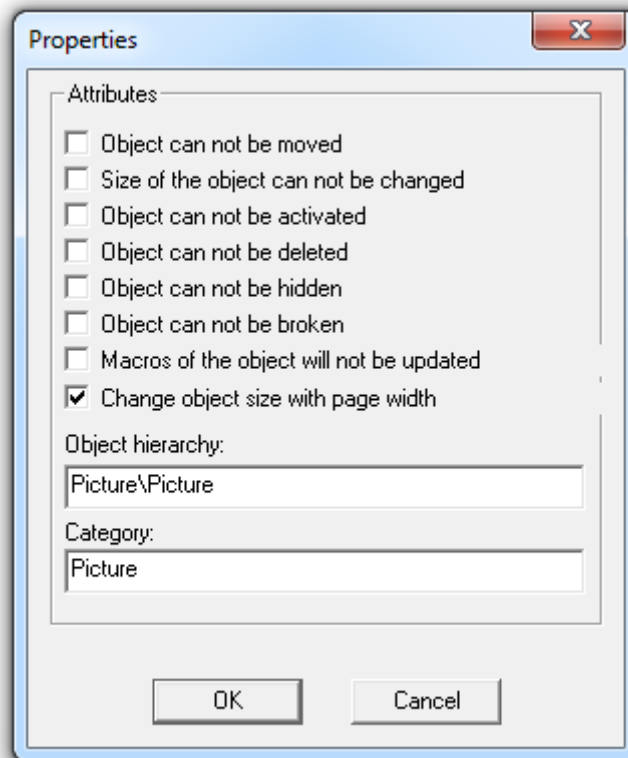 Properties
Attributes
Object can not be moved
Size of the object can not be changed
Object can not be activated
Object can not be deleted
Object can not be hidden
Object can not be broken
Macros of the object will not be updated
Change object size with page width
Object hierarchy:
Picture\Picture
Category:
Picture
OK Cancel